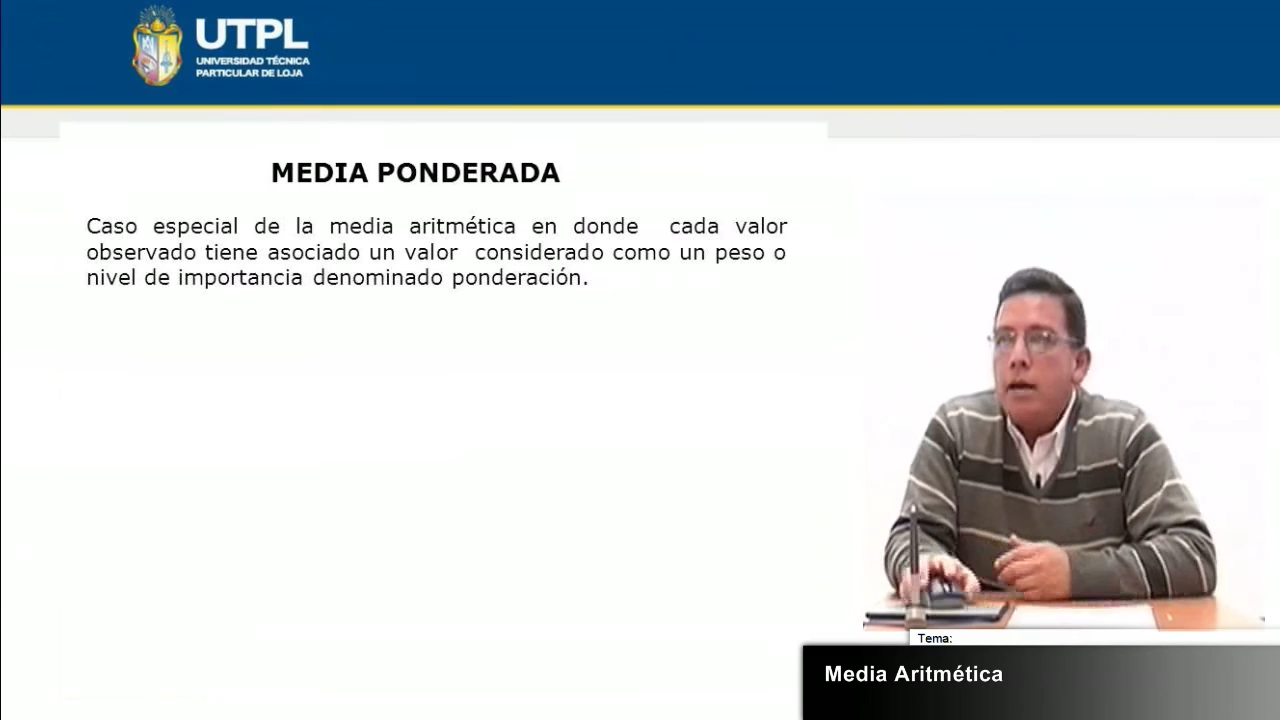 UTPL
UNIVERSIDAD TÉCNICA
PARTICULAR DE LOJA
MEDIA PONDERADA
Caso especial de la media aritmética en donde cada valor
observado tiene asociado un valor considerado como un peso o
nivel de importancia denominado ponderación.
Tema:
Media Aritmética